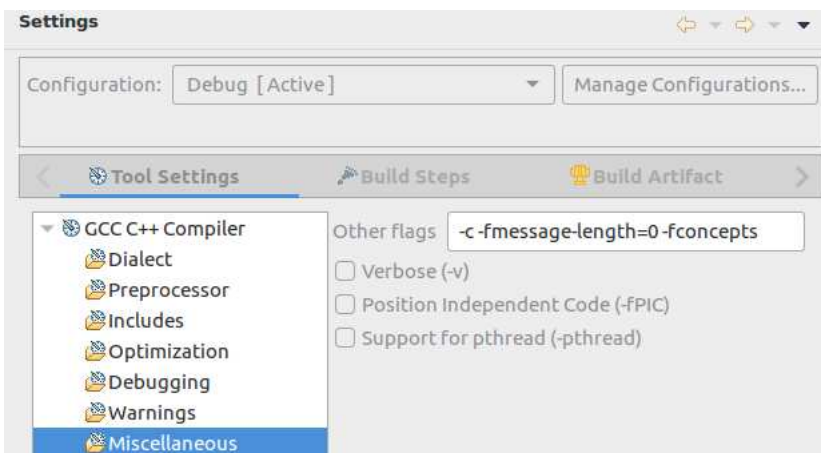 Settings
Configuration: Debug [Active] Manage Configurations...
Tool Settings Build Steps Build Artifact
GCC C++ Compiler
Other flags -c -fmessage-length=0 -fconcepts
Dialect
Verbose (-v)
Preprocessor
Position Independent Code (-fPIC)
Includes
Support for pthread (-pthread)
Optimization
Debugging
Warnings
Miscellaneous